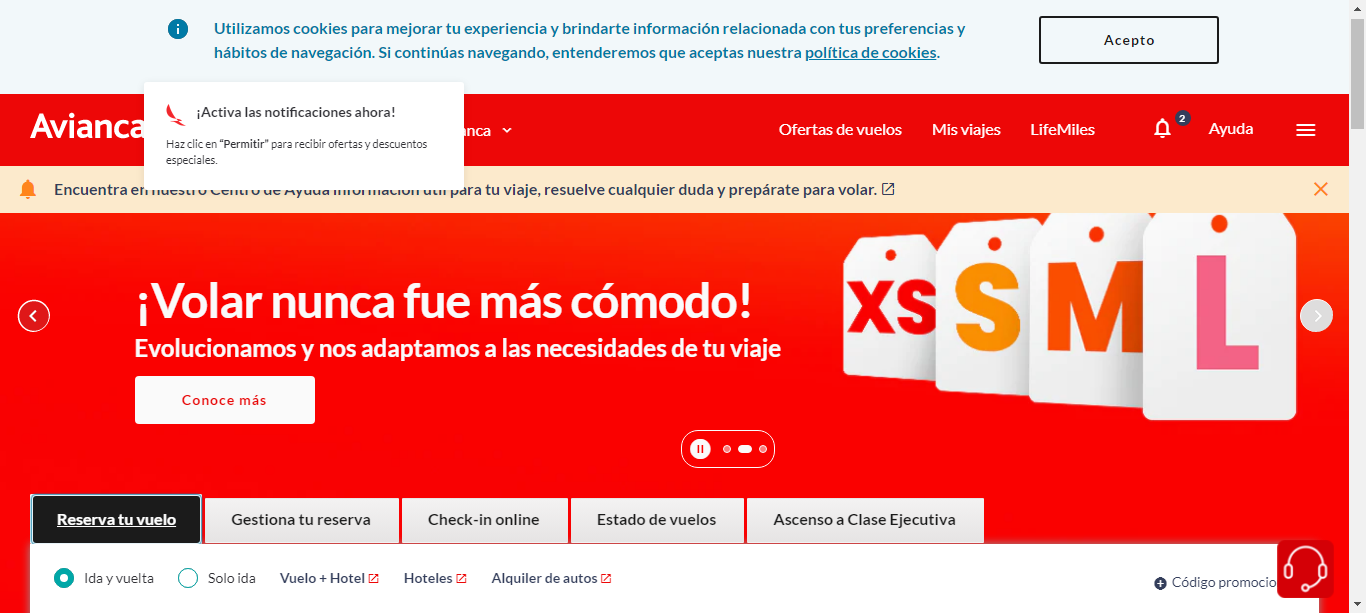 Utilizamos cookies para mejorar tu experiencia y brindarte información relacionada con tus preferencias y
hábitos de navegación. Si continúas navegando, entenderemos que aceptas nuestra política de cookies.
Acepto
¡Activa las notificaciones ahora!
Haz clic en “Permitir” para recibir ofertas y descuentos
especiales.
Avianca
Ofertas de vuelos
Mis viajes
LifeMiles
2
Ayuda
Encuentra en nuestro Centro de Ayuda información útil para tu viaje, resuelve cualquier duda y prepárate para volar.
¡Volar nunca fue más cómodo!
Evolucionamos y nos adaptamos a las necesidades de tu viaje
Conoce más
XS
S
M
L
Reserva tu vuelo
Gestiona tu reserva
Check-in online
Estado de vuelos
Ascenso a Clase Ejecutiva
Ida y vuelta
Solo ida
Vuelo + Hotel
Hoteles
Alquiler de autos
Código promocio